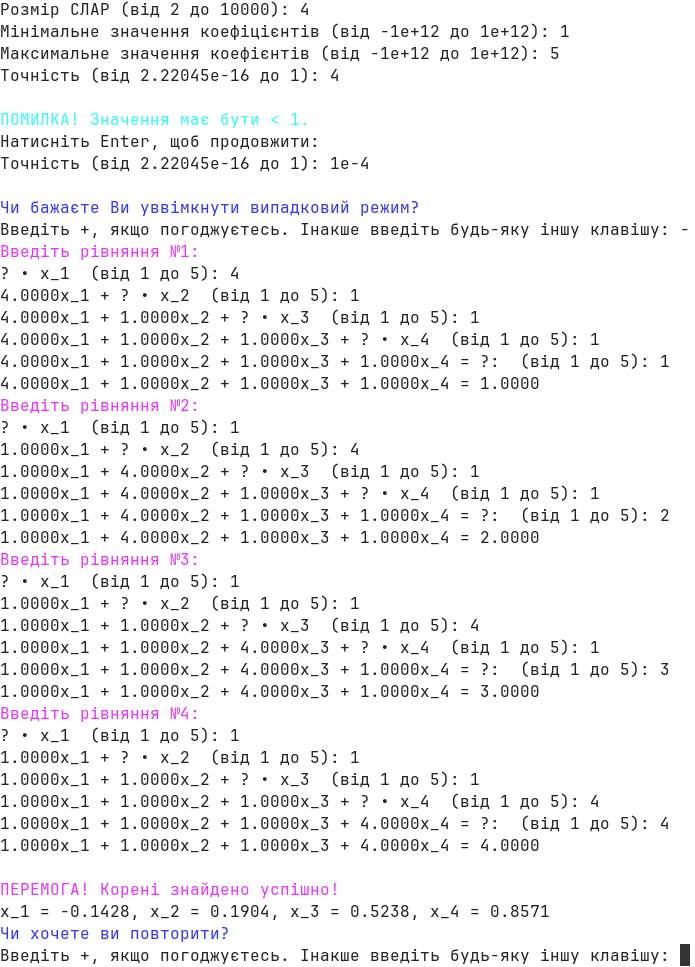 Розмір СЛАР (від 2 до 10000): 4
Мінімальне значення коефіцієнтів (від -1e+12 до 1e+12): 1
Максимальне значення коефієнтів (від -1e+12 до 1e+12): 5
Точність (від 2.22045e-16 до 1): 4
ПОМИЛКА! Значення має бути < 1.
Натисніть Enter, щоб продовжити:
Точність (від 2.22045e-16 до 1): 1e-4
Чи бажаєте Ви уввімкнути випадковий режим?
Введіть +, якщо погоджуєтесь. Інакше введіть будь-яку іншу клавішу: -
Введіть рівняння №1:
? • x_1  (від 1 до 5): 4
4.0000x_1 + ? • x_2  (від 1 до 5): 1
4.0000x_1 + 1.0000x_2 + ? • x_3  (від 1 до 5): 1
4.0000x_1 + 1.0000x_2 + 1.0000x_3 + ? • x_4  (від 1 до 5): 1
4.0000x_1 + 1.0000x_2 + 1.0000x_3 + 1.0000x_4 = ?:  (від 1 до 5): 1
4.0000x_1 + 1.0000x_2 + 1.0000x_3 + 1.0000x_4 = 1.0000
Введіть рівняння №2:
? • x_1  (від 1 до 5): 1
1.0000x_1 + ? • x_2  (від 1 до 5): 4
1.0000x_1 + 4.0000x_2 + ? • x_3  (від 1 до 5): 1
1.0000x_1 + 4.0000x_2 + 1.0000x_3 + ? • x_4  (від 1 до 5): 1
1.0000x_1 + 4.0000x_2 + 1.0000x_3 + 1.0000x_4 = ?:  (від 1 до 5): 2
1.0000x_1 + 4.0000x_2 + 1.0000x_3 + 1.0000x_4 = 2.0000
Введіть рівняння №3:
? • x_1  (від 1 до 5): 1
1.0000x_1 + ? • x_2  (від 1 до 5): 1
1.0000x_1 + 1.0000x_2 + ? • x_3  (від 1 до 5): 4
1.0000x_1 + 1.0000x_2 + 4.0000x_3 + ? • x_4  (від 1 до 5): 1
1.0000x_1 + 1.0000x_2 + 4.0000x_3 + 1.0000x_4 = ?:  (від 1 до 5): 3
1.0000x_1 + 1.0000x_2 + 4.0000x_3 + 1.0000x_4 = 3.0000
Введіть рівняння №4:
? • x_1  (від 1 до 5): 1
1.0000x_1 + ? • x_2  (від 1 до 5): 1
1.0000x_1 + 1.0000x_2 + ? • x_3  (від 1 до 5): 1
1.0000x_1 + 1.0000x_2 + 1.0000x_3 + ? • x_4  (від 1 до 5): 4
1.0000x_1 + 1.0000x_2 + 1.0000x_3 + 4.0000x_4 = ?:  (від 1 до 5): 4
1.0000x_1 + 1.0000x_2 + 1.0000x_3 + 4.0000x_4 = 4.0000
ПЕРЕМОГА! Корені знайдено успішно!
x_1 = -0.1428, x_2 = 0.1904, x_3 = 0.5238, x_4 = 0.8571
Чи хочете ви повторити?
Введіть +, якщо погоджуєтесь. Інакше введіть будь-яку іншу клавішу: